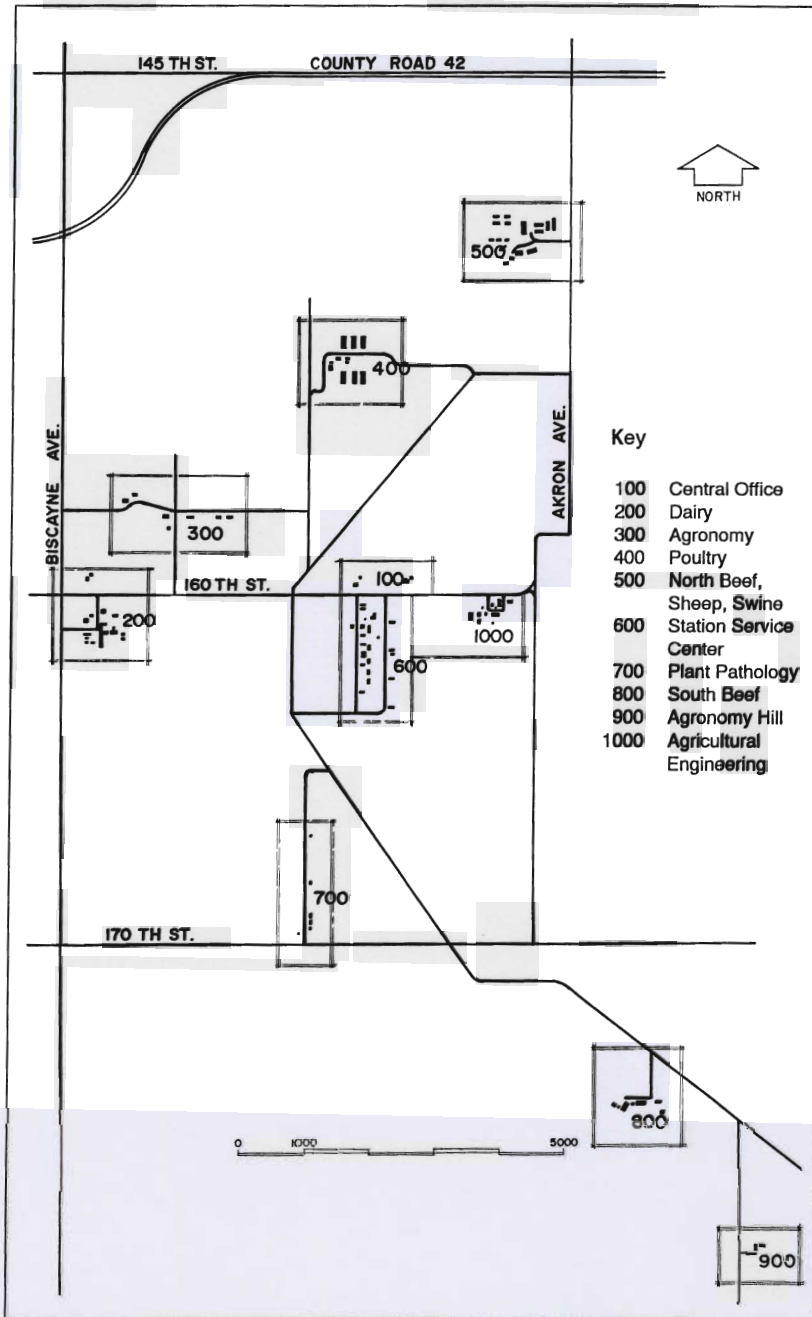 145 TH ST. COUNTY ROAD 42
NORTH
500
400
BISCAYNE AVE.
AKRON AVE.
300
160 TH ST.
100
200
1000
600
700
170 TH ST.
800
0 1000 5000
900
Key
100 Central Office
200 Dairy
300 Agronomy
400 Poultry
500 North Beef,
Sheep, Swine
600 Station Service
Center
700 Plant Pathology
800 South Beef
900 Agronomy Hill
1000 Agricultural
Engineering